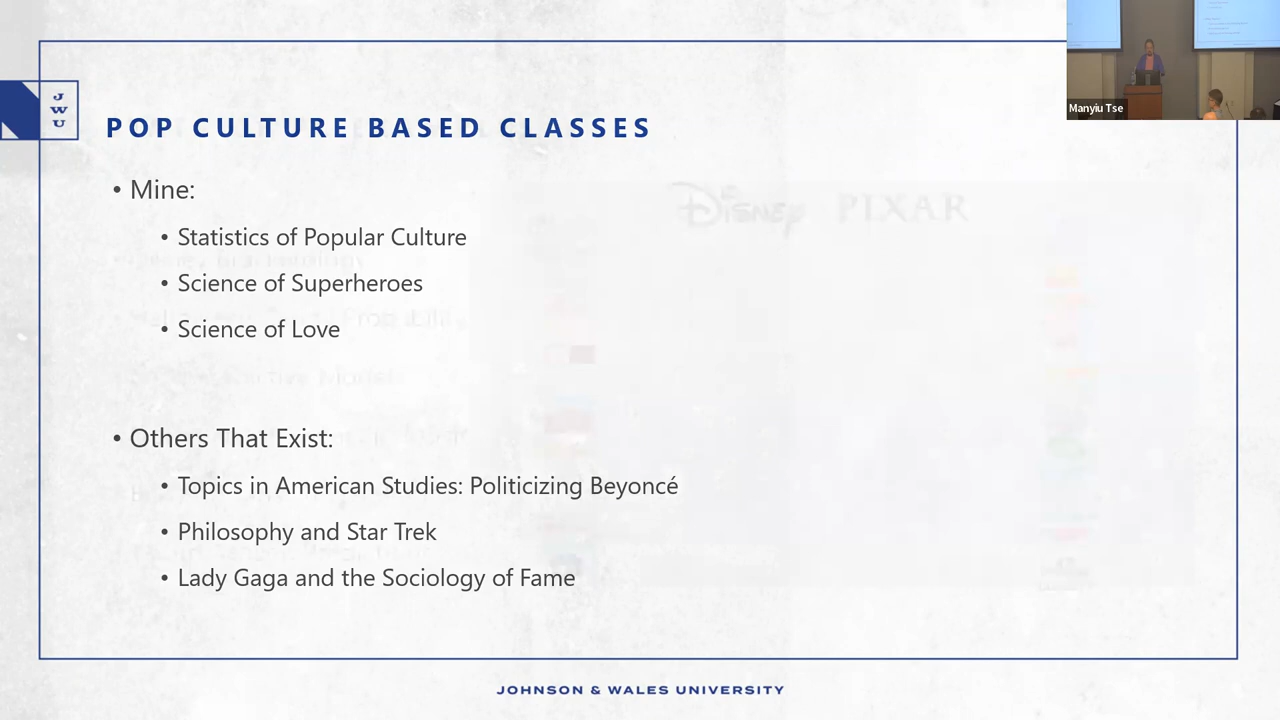 Manyiu Tse
J
W
U
POP CULTURE BASED CLASSES
• Mine:
• Statistics of Popular Culture
• Science of Superheroes
• Science of Love
DISNEY PIXAR
• Others That Exist:
• Topics in American Studies: Politicizing Beyoncé
• Philosophy and Star Trek
• Lady Gaga and the Sociology of Fame
JOHNSON & WALES UNIVERSITY